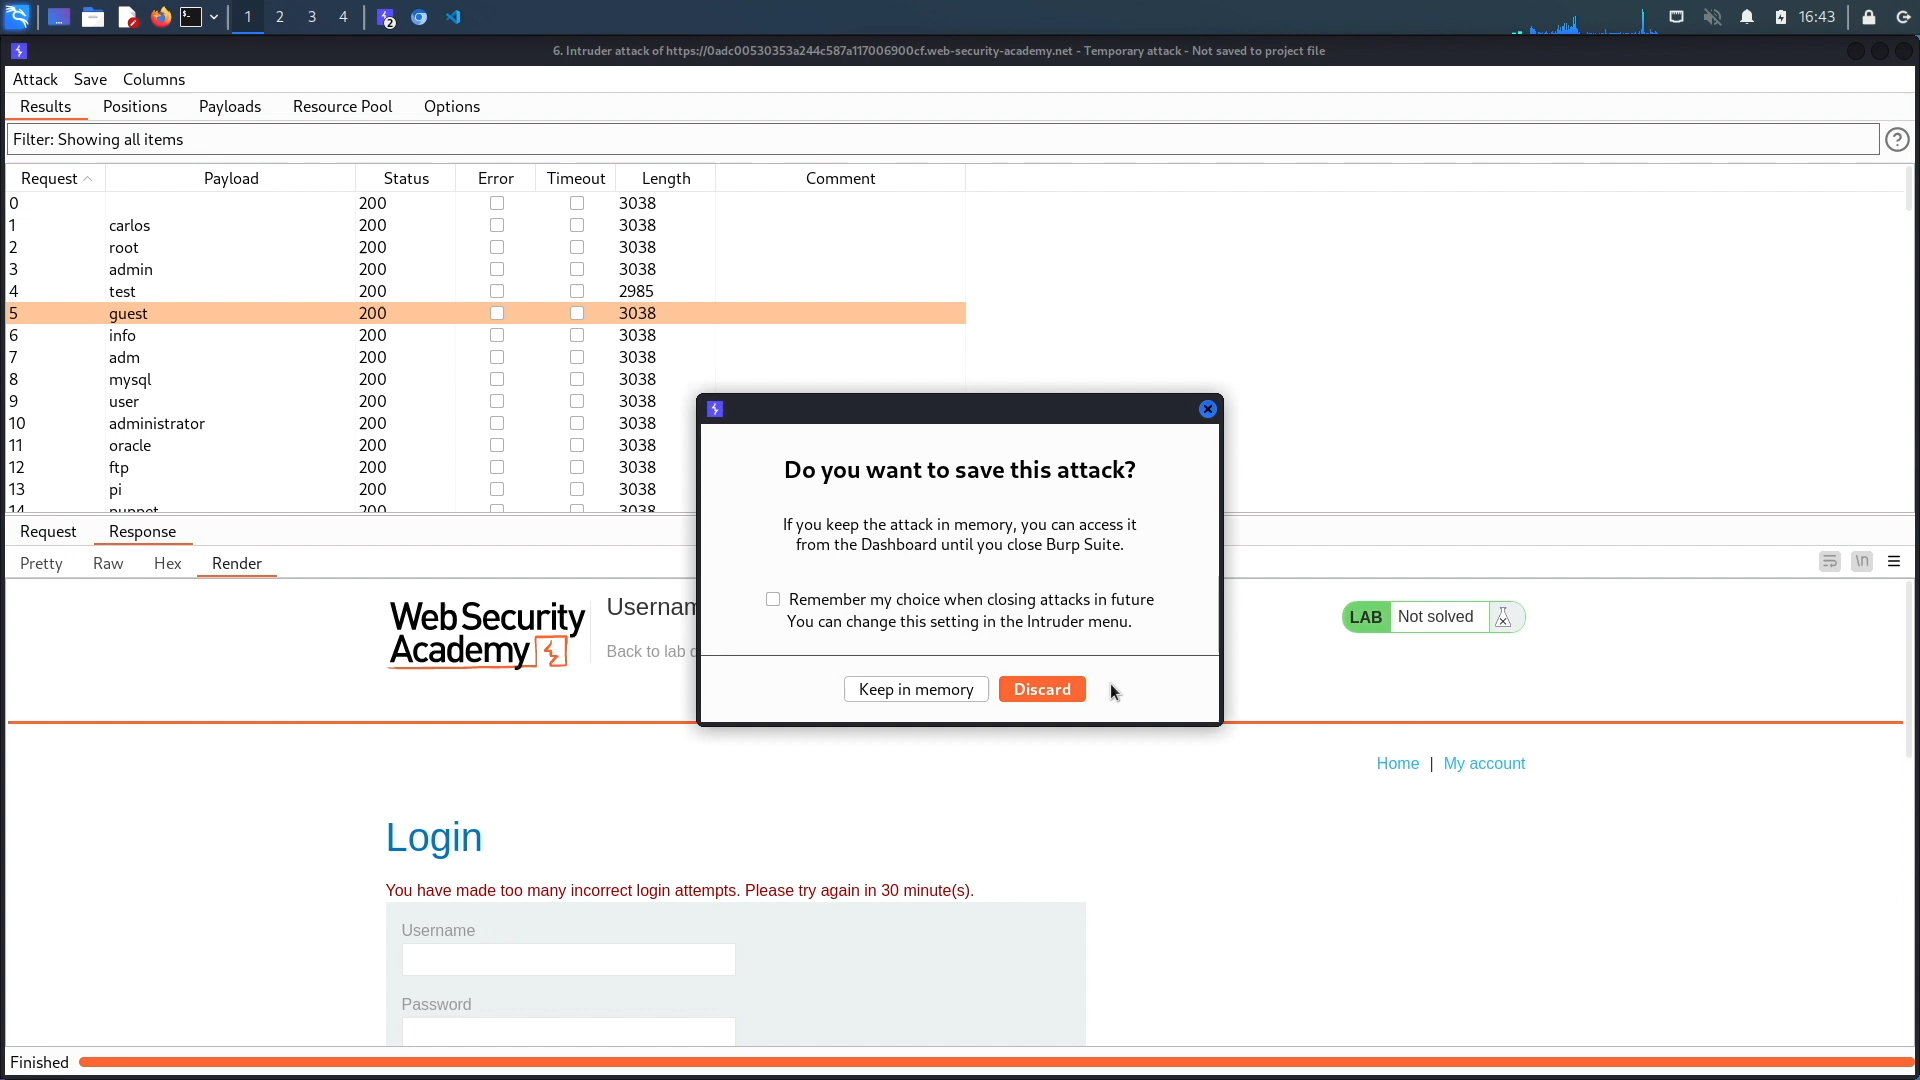 1 2 3 4 2 16:43
6. Intruder attack of https://0adc00530353a244c587a117006900cf.web-security-academy.net - Temporary attack - Not saved to project file
Attack Save Columns
Results Positions Payloads Resource Pool Options
Filter: Showing all items
Request Payload Status Error Timeout Length Comment
0 200 3038
1 carlos 200 3038
2 root 200 3038
3 admin 200 3038
4 test 200 2985
5 guest 200 3038
6 info 200 3038
7 adm 200 3038
8 mysql 200 3038
9 user 200 3038
10 administrator 200 3038
11 oracle 200 3038
12 ftp 200 3038
13 pi 200 3038
14 puppet 200 3038
Do you want to save this attack?
If you keep the attack in memory, you can access it
from the Dashboard until you close Burp Suite.
Remember my choice when closing attacks in future
You can change this setting in the Intruder menu.
Keep in memory Discard
Request Response
Pretty Raw Hex Render
\n
Web Security
Academy
Usernam
Back to lab
LAB Not solved
Home | My account
Login
You have made too many incorrect login attempts. Please try again in 30 minute(s).
Username
Password
Finished